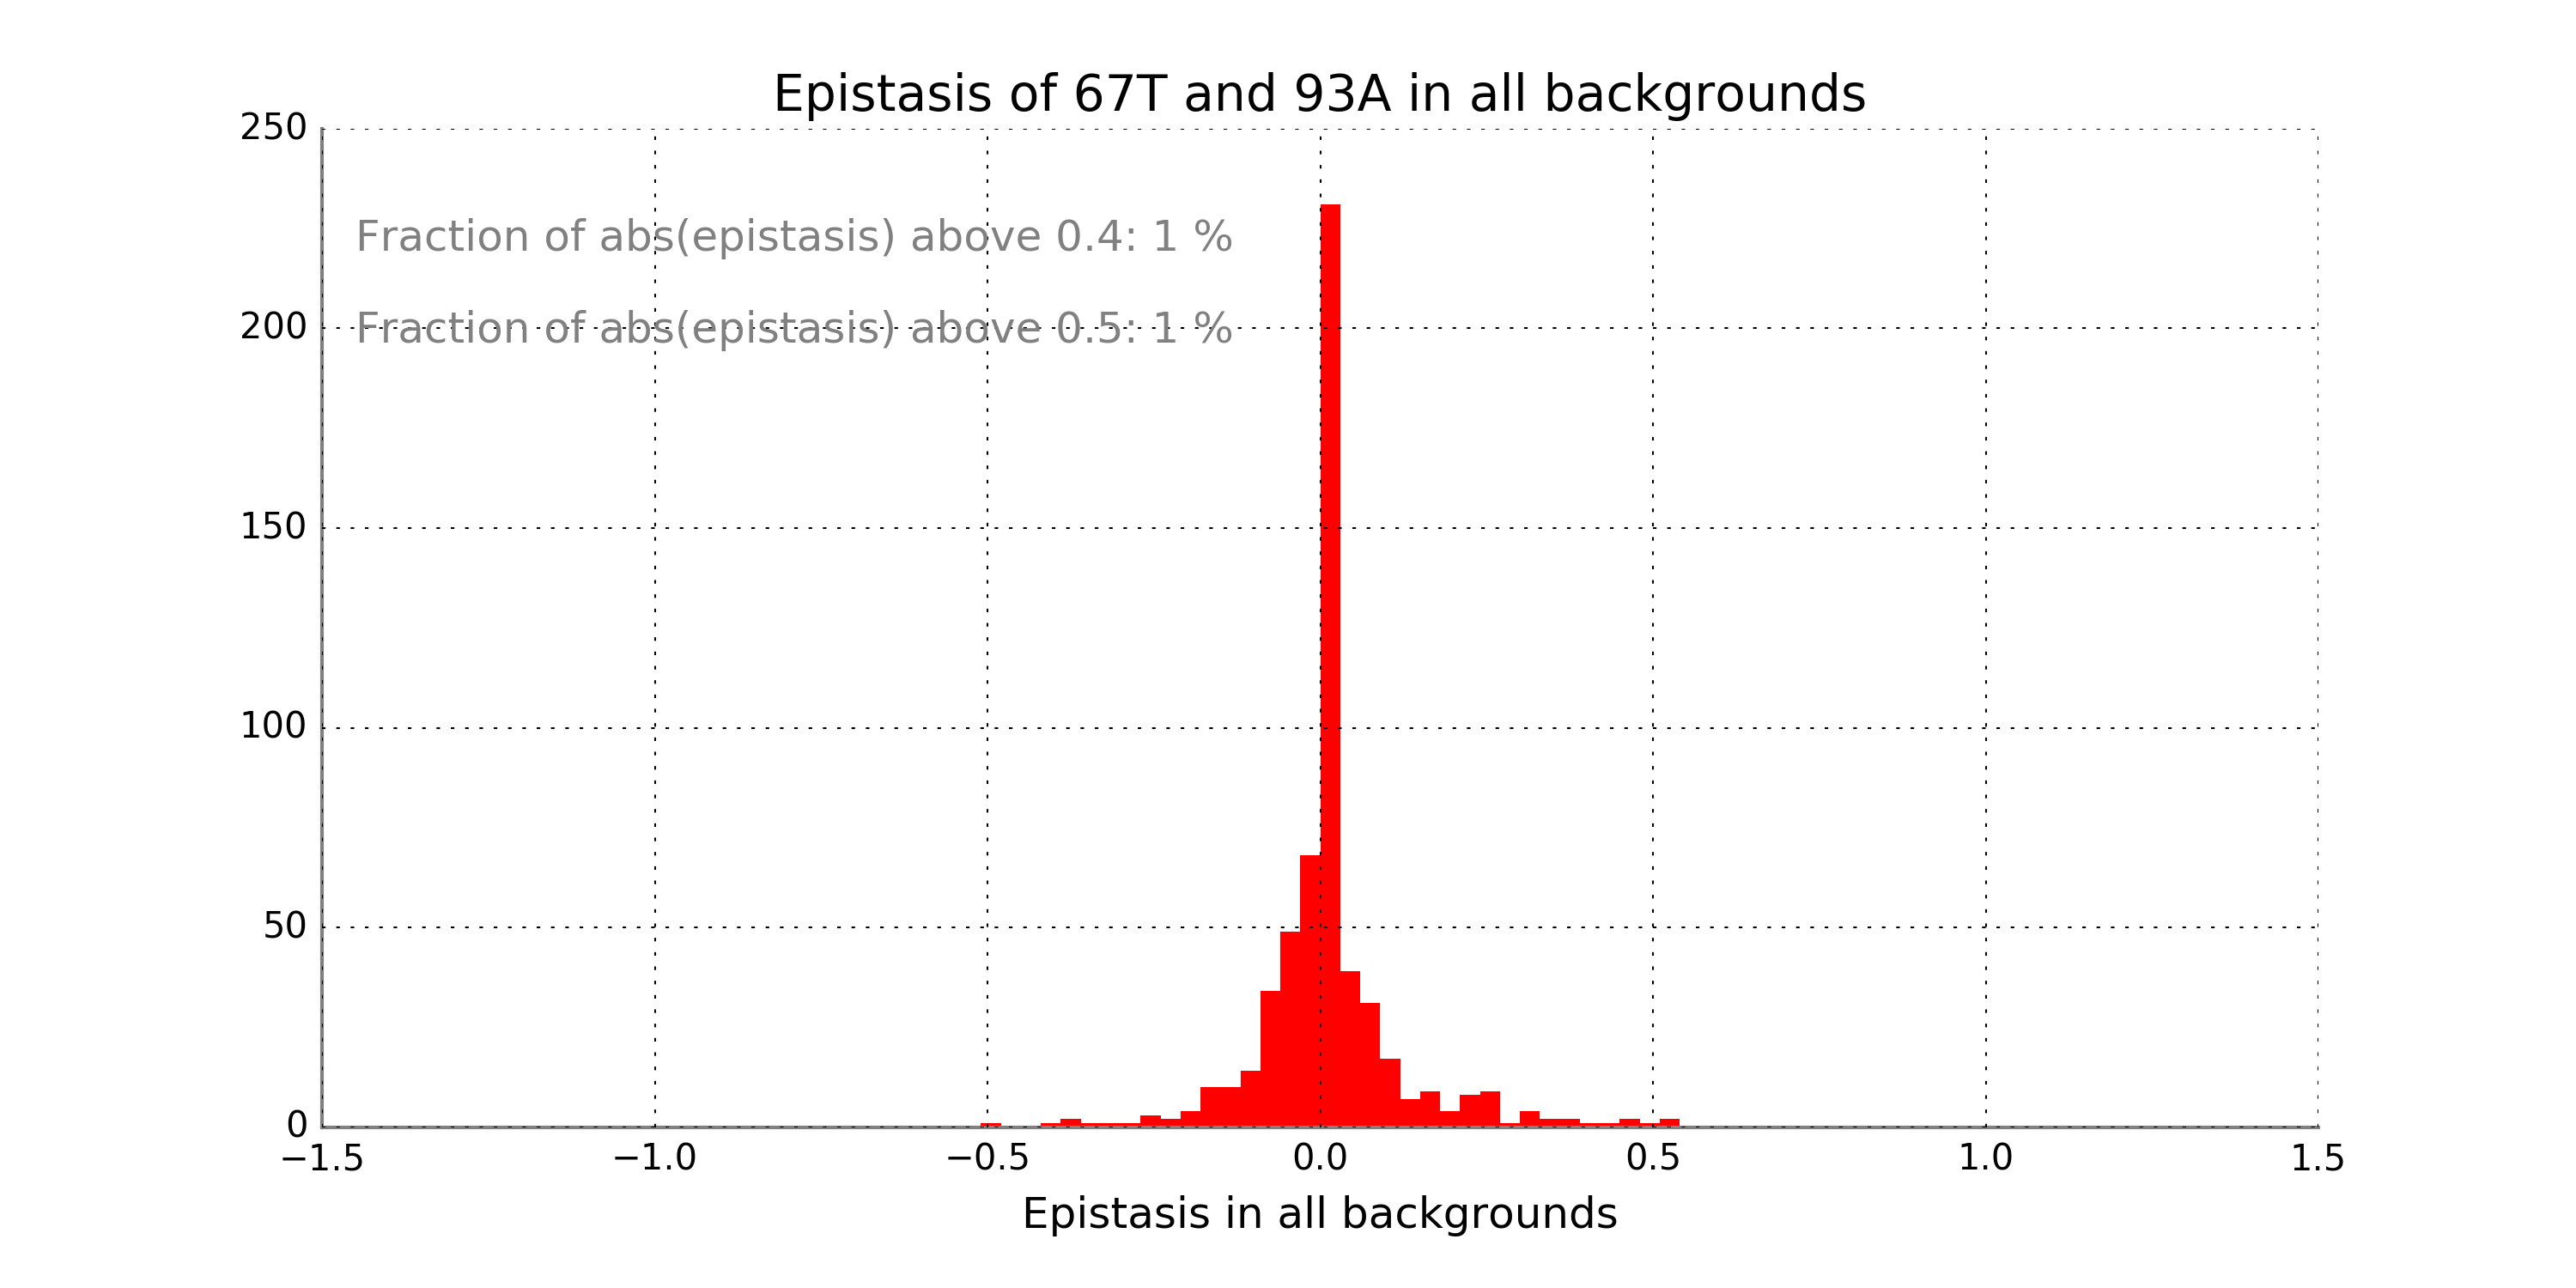 Epistasis of 67T and 93A in all backgrounds
250
Fraction of abs(epistasis) above 0.4: 1 %
200
Fraction of abs(epistasis) above 0.5: 1 %
150
100
50
0
−1.5 −1.0 −0.5 0.0 0.5 1.0 1.5
Epistasis in all backgrounds